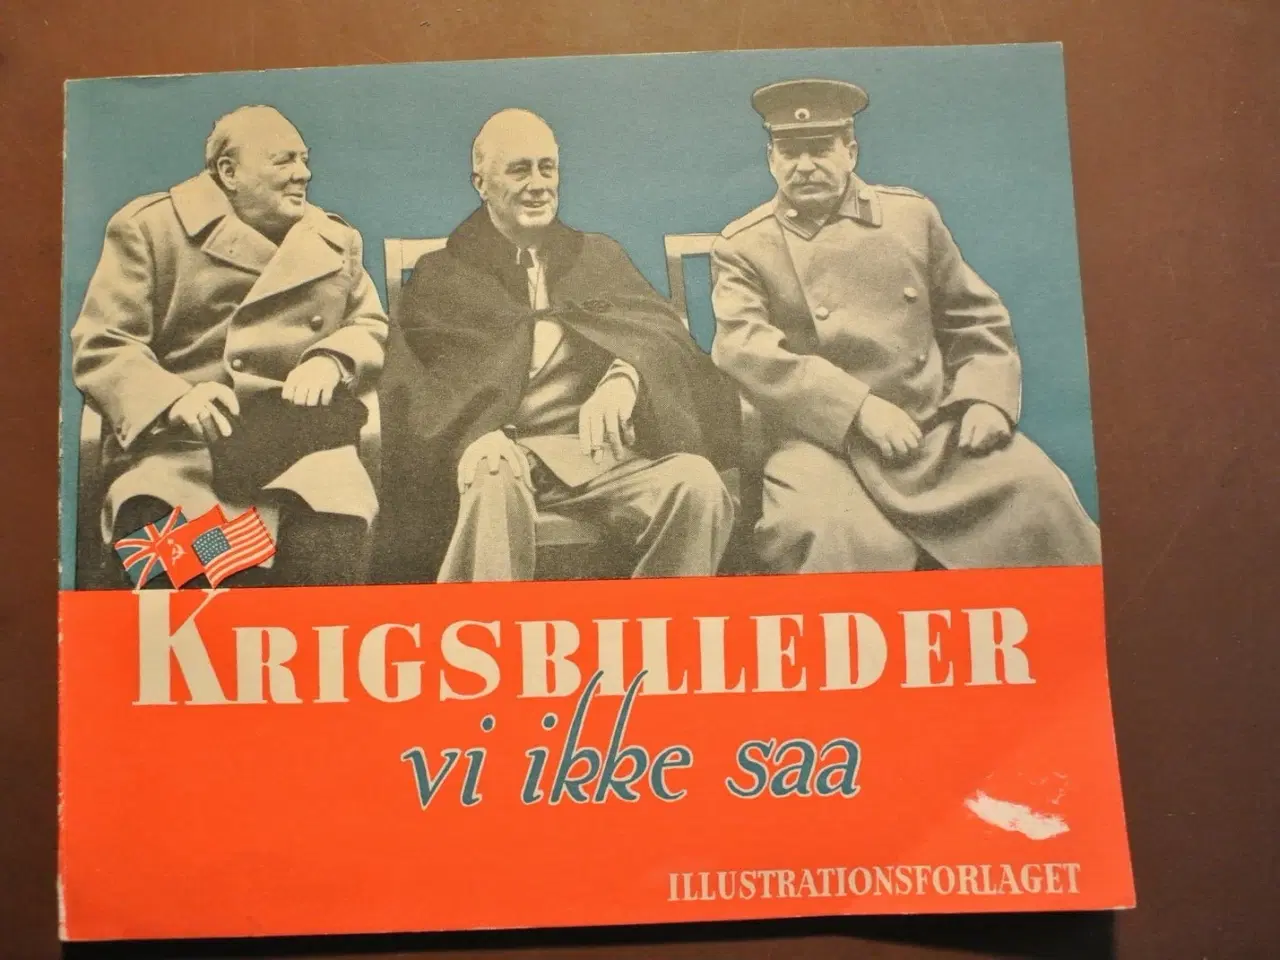 KRIGSBILLEDER
vi ikke saa
ILLUSTRATIONSFORLAGET